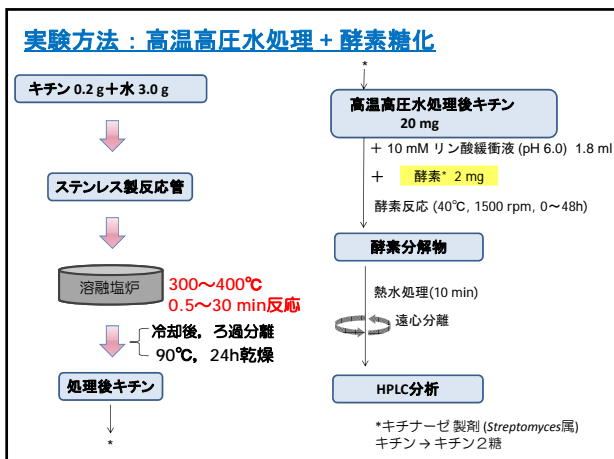 実験方法：高温高圧水処理 + 酵素糖化
キチン 0.2 g＋水 3.0 g
ステンレス製反応管
溶融塩炉
300～400℃
0.5～30 min反応
冷却後，ろ過分離
90℃，24h乾燥
処理後キチン
*
*
高温高圧水処理後キチン
20 mg
＋ 10 mM リン酸緩衝液 (pH 6.0) 1.8 ml
＋ 酵素* 2 mg
酵素反応 (40℃, 1500 rpm, 0～48h)
酵素分解物
熱水処理(10 min)
遠心分離
HPLC分析
*キチナーゼ 製剤 (Streptomyces属)
キチン → キチン２糖